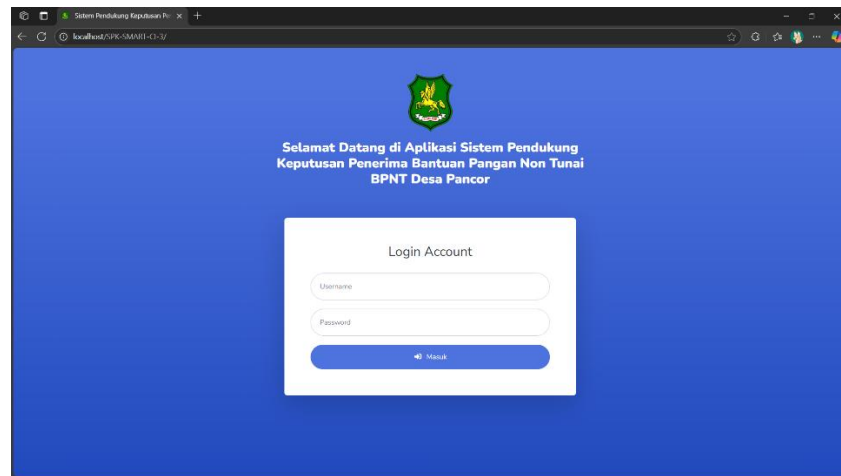 Sistem Pendukung Keputusan Pe
localhost/SPK-SMART-CI-3/
Selamat Datang di Aplikasi Sistem Pendukung
Keputusan Penerima Bantuan Pangan Non Tunai
BPNT Desa Pancor
Login Account
Username
Password
Masuk